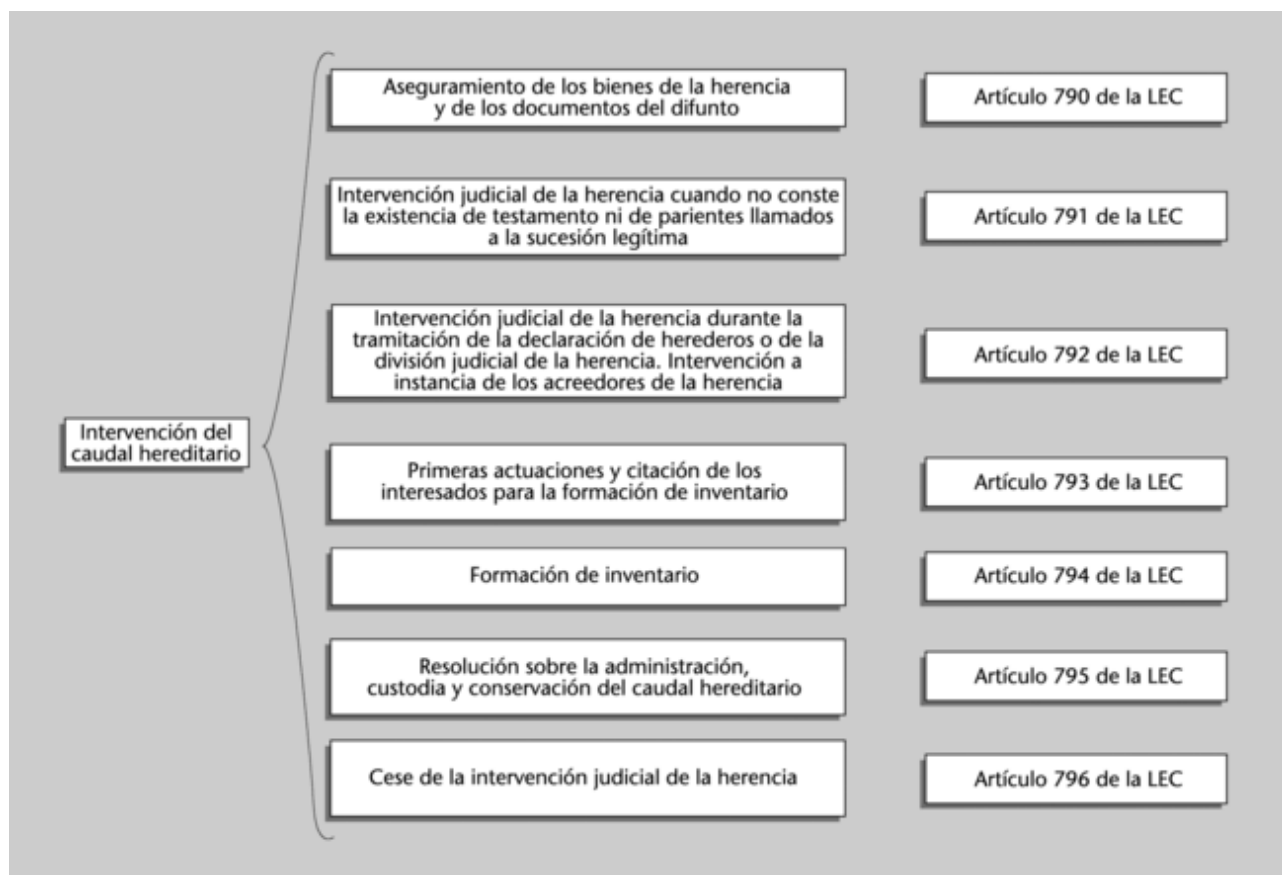 Intervención del
caudal hereditario
Aseguramiento de los bienes de la herencia
y de los documentos del difunto
Artículo 790 de la LEC
Intervención judicial de la herencia cuando no conste
la existencia de testamento ni de parientes llamados
a la sucesión legítima
Artículo 791 de la LEC
Intervención judicial de la herencia durante la
tramitación de la declaración de herederos o de la
división judicial de la herencia. Intervención a
instancia de los acreedores de la herencia
Artículo 792 de la LEC
Primeras actuaciones y citación de los
interesados para la formación de inventario
Artículo 793 de la LEC
Formación de inventario
Artículo 794 de la LEC
Resolución sobre la administración,
custodia y conservación del caudal hereditario
Artículo 795 de la LEC
Cese de la intervención judicial de la herencia
Artículo 796 de la LEC